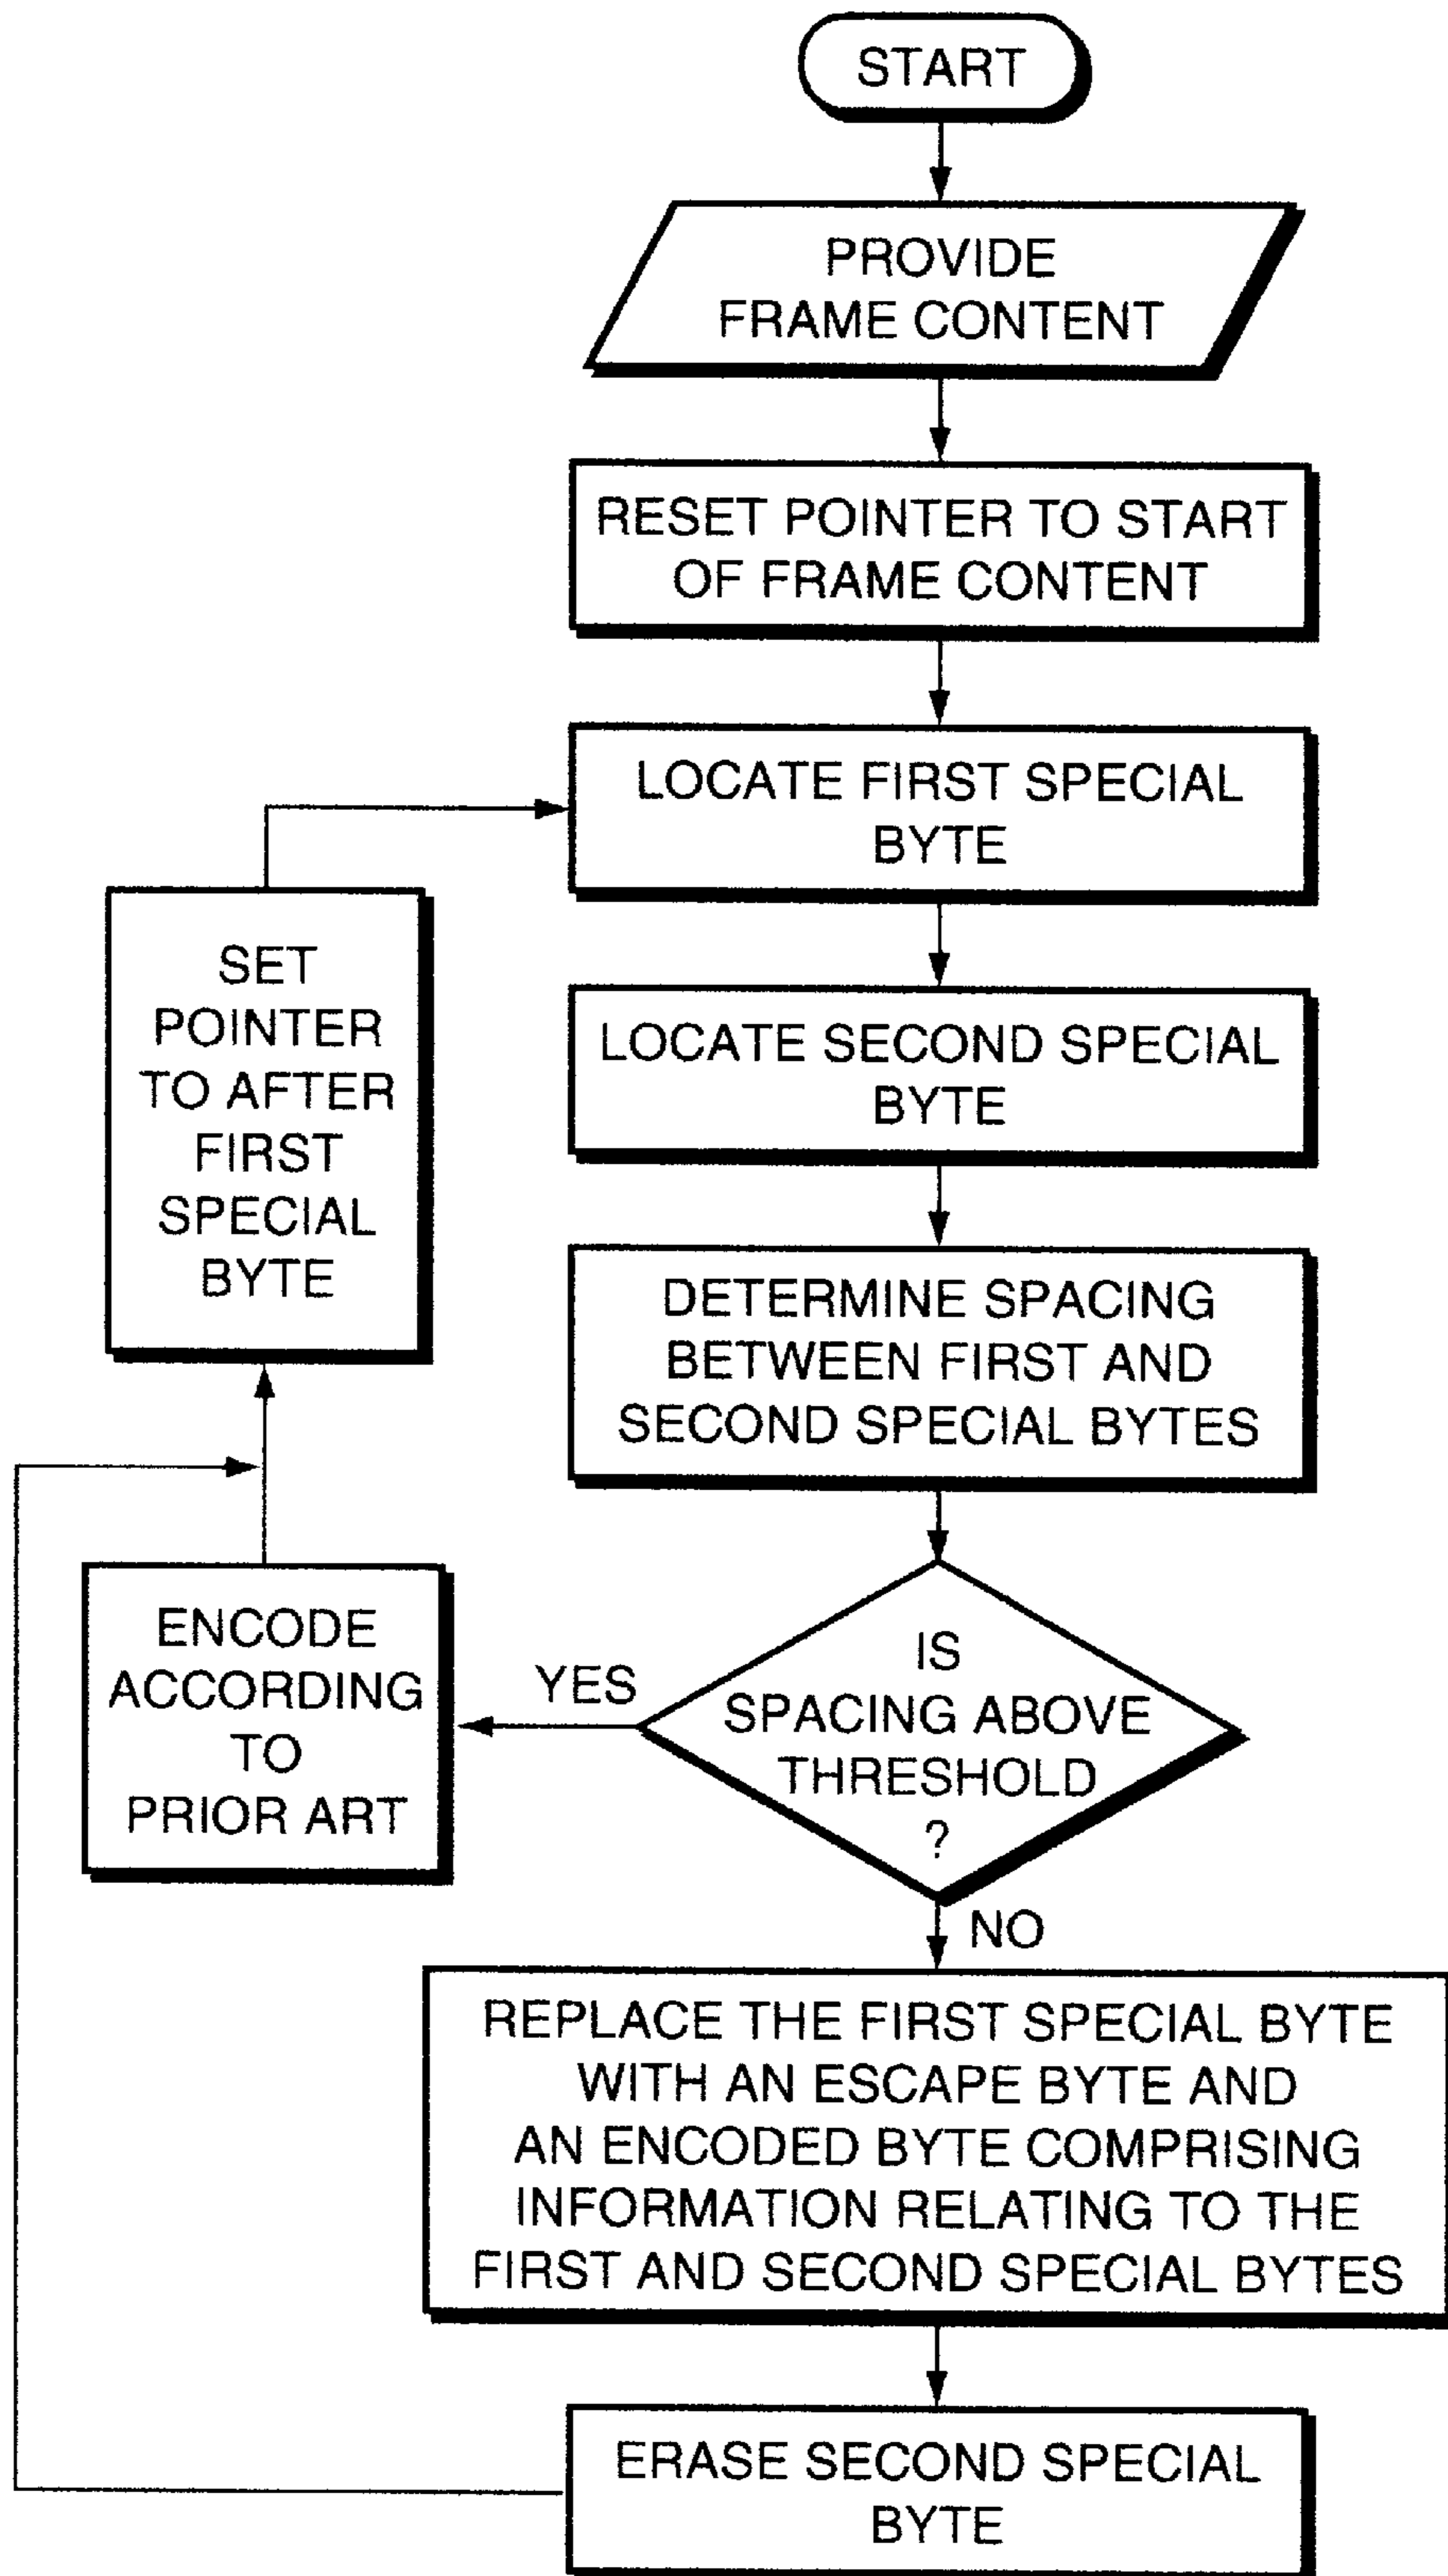 START
PROVIDE
FRAME CONTENT
RESET POINTER TO START
OF FRAME CONTENT
LOCATE FIRST SPECIAL
BYTE
SET
POINTER
TO AFTER
FIRST
SPECIAL
BYTE
LOCATE SECOND SPECIAL
BYTE
DETERMINE SPACING
BETWEEN FIRST AND
SECOND SPECIAL BYTES
IS
SPACING ABOVE
THRESHOLD
?
YES
ENCODE
ACCORDING
TO
PRIOR ART
NO
REPLACE THE FIRST SPECIAL BYTE
WITH AN ESCAPE BYTE AND
AN ENCODED BYTE COMPRISING
INFORMATION RELATING TO THE
FIRST AND SECOND SPECIAL BYTES
ERASE SECOND SPECIAL
BYTE